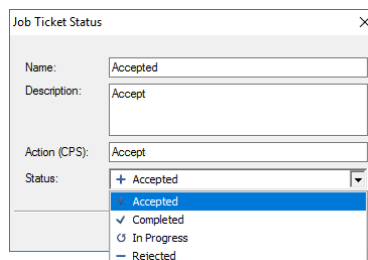 Job Ticket Status
Name: Accepted
Description: Accept
Action (CPS): Accept
Status: Accepted
Accepted
Completed
In Progress
Rejected